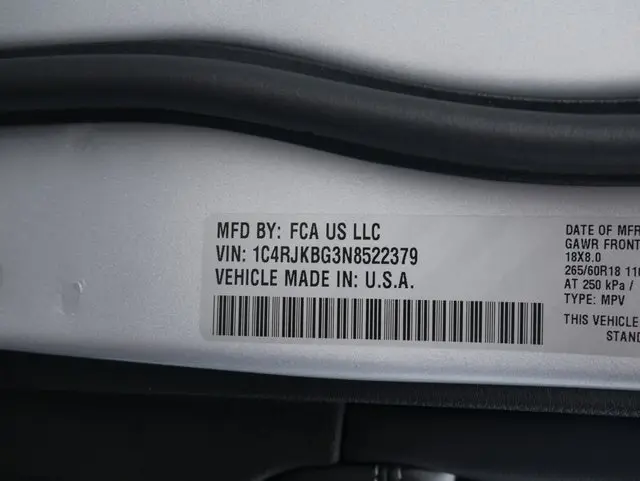 MFD BY: FCA US LLC
VIN: 1C4RJKBG3N8522379
VEHICLE MADE IN: U.S.A.
DATE OF MFR
GAWR FRONT
18X8.0
265/60R18 110
AT 250 kPa /
TYPE: MPV
THIS VEHICLE
STAND